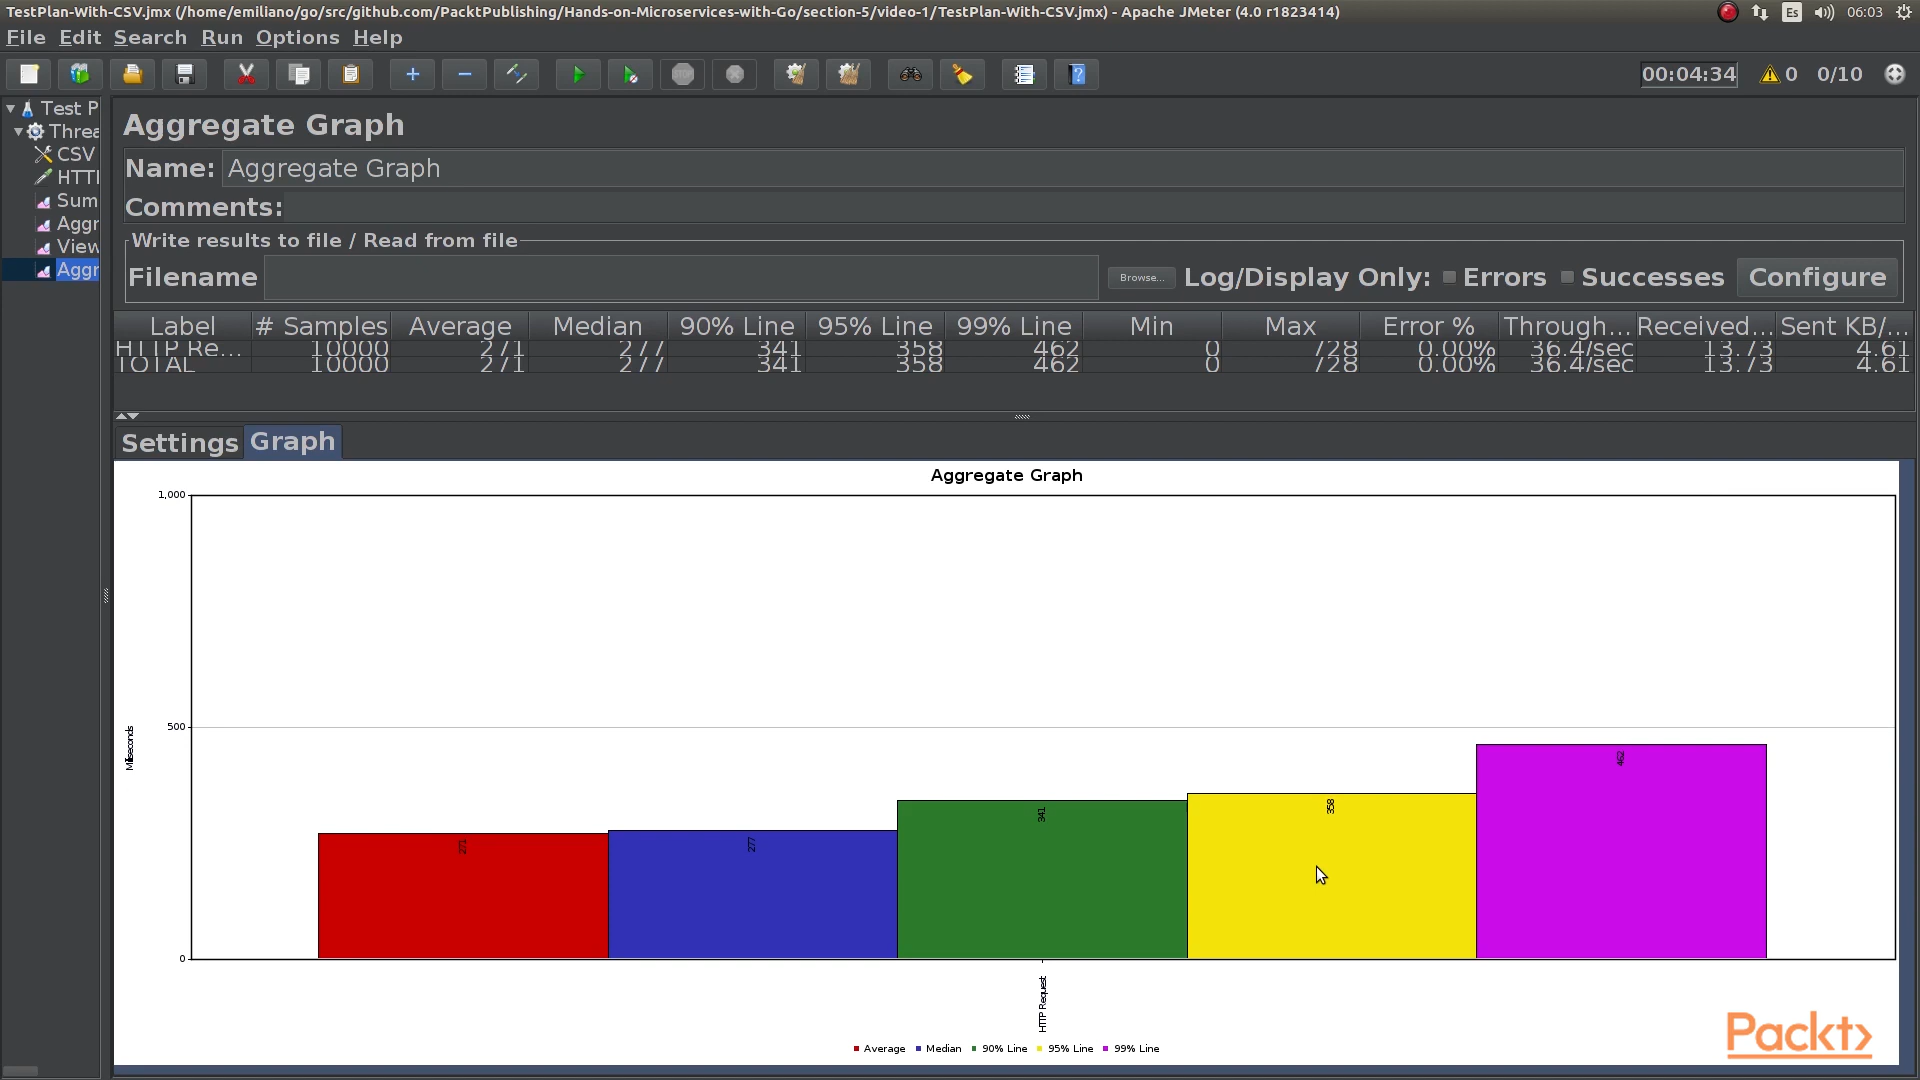 TestPlan-With-CSV.jmx (/home/emiliano/go/src/github.com/PacktPublishing/Hands-on-Microservices-with-Go/section-5/video-1/TestPlan-With-CSV.jmx) - Apache JMeter (4.0 r1823414)
Es
06:03
File Edit Search Run Options Help
00:04:34
0
0/10
Test P
Threa
CSV
HTTI
Sum
Aggr
View
Aggr
Aggregate Graph
Name: Aggregate Graph
Comments:
Write results to file / Read from file
Filename
Browse...
Log/Display Only:
Errors
Successes
Configure
Label # Samples Average Median 90% Line 95% Line 99% Line Min Max Error % Through... Received... Sent KB/...
HTTP Re... 10000 271 277 341 358 462 0 728 0.00% 36.4/sec 13.73 4.61
TOTAL 10000 271 277 341 358 462 0 728 0.00% 36.4/sec 13.73 4.61
Settings Graph
Aggregate Graph
1,000
500
0
Milliseconds
271
277
341
358
462
HTTP Request
Average Median 90% Line 95% Line 99% Line
Packt>